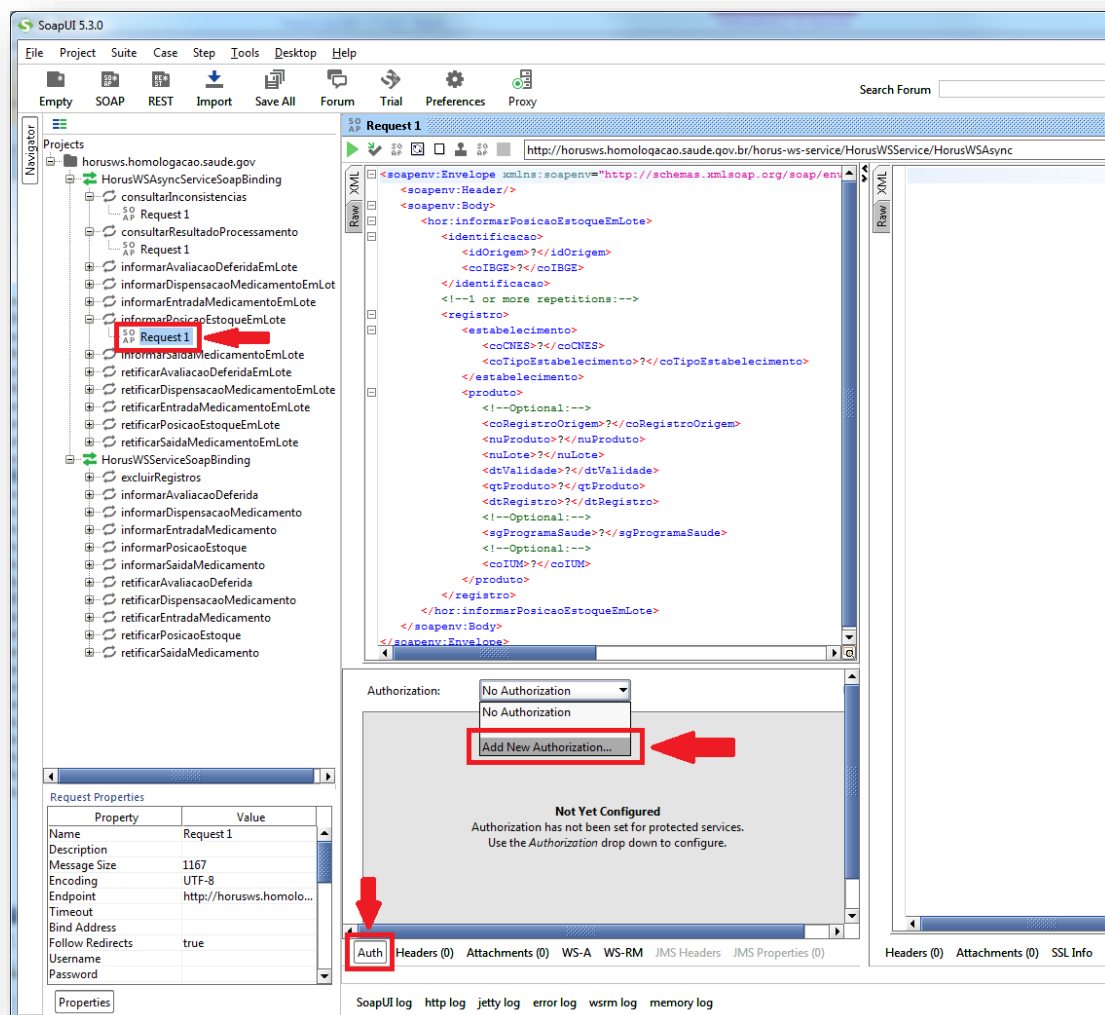 SoapUI 5.3.0
File Project Suite Case Step Tools Desktop Help
Empty SOAP REST Import Save All Forum Trial Preferences Proxy
Search Forum
Navigator
Projects
horusws.homologacao.saude.gov
HorusWSAsyncServiceSoapBinding
consultarInconsistencias
SOAP Request 1
consultarResultadoProcessamento
SOAP Request 1
informarAvaliacaoDeferidaEmLote
informarDispensacaoMedicamentoEmLot
informarEntradaMedicamentoEmLote
informarPosicaoEstoqueEmLote
SOAP Request 1
informarSaidaMedicamentoEmLote
retificarAvaliacaoDeferidaEmLote
retificarDispensacaoMedicamentoEmLote
retificarEntradaMedicamentoEmLote
retificarPosicaoEstoqueEmLote
retificarSaidaMedicamentoEmLote
HorusWSServiceSoapBinding
excluirRegistros
informarAvaliacaoDeferida
informarDispensacaoMedicamento
informarEntradaMedicamento
informarPosicaoEstoque
informarSaidaMedicamento
retificarAvaliacaoDeferida
retificarDispensacaoMedicamento
retificarEntradaMedicamento
retificarPosicaoEstoque
retificarSaidaMedicamento
Request Properties
Property Value
Name Request 1
Description
Message Size 1167
Encoding UTF-8
Endpoint http://horusws.homolo...
Timeout
Bind Address
Follow Redirects true
Username
Password
Properties
SOAP Request 1
http://horusws.homologacao.saude.gov.br/horus-ws-service/HorusWSService/HorusWSAsync
XML
Raw
<soapenv:Envelope xmlns:soapenv="http://schemas.xmlsoap.org/soap/env
<soapenv:Header/>
<soapenv:Body>
<hor:informarPosicaoEstoqueEmLote>
<identificacao>
<idOrigem>?</idOrigem>
<coIBGE>?</coIBGE>
</identificacao>
<!--1 or more repetitions:-->
<registro>
<estabelecimento>
<coCNES>?</coCNES>
<coTipoEstabelecimento>?</coTipoEstabelecimento>
</estabelecimento>
<produto>
<!--Optional:-->
<coRegistroOrigem>?</coRegistroOrigem>
<nuProduto>?</nuProduto>
<nuLote>?</nuLote>
<dtValidade>?</dtValidade>
<qtProduto>?</qtProduto>
<dtRegistro>?</dtRegistro>
<!--Optional:-->
<sgProgramaSaude>?</sgProgramaSaude>
<!--Optional:-->
<coIUM>?</coIUM>
</produto>
</registro>
</hor:informarPosicaoEstoqueEmLote>
</soapenv:Body>
</soapenv:Envelope>
XML
Raw
Authorization: No Authorization
No Authorization
Add New Authorization...
Not Yet Configured
Authorization has not been set for protected services.
Use the Authorization drop down to configure.
Auth Headers (0) Attachments (0) WS-A WS-RM JMS Headers JMS Properties (0)
Headers (0) Attachments (0) SSL Info
SoapUI log http log jetty log error log wsrm log memory log